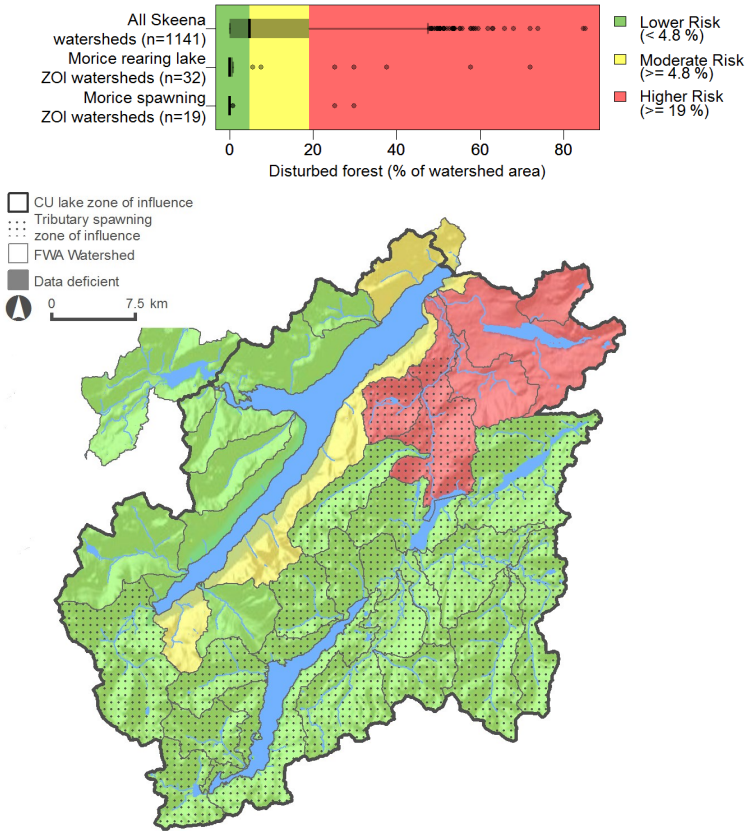 All Skeena
watersheds (n=1141)
Morice rearing lake
ZOI watersheds (n=32)
Morice spawning
ZOI watersheds (n=19)
0 20 40 60 80
Disturbed forest (% of watershed area)
Lower Risk
(< 4.8 %)
Moderate Risk
(>= 4.8 %)
Higher Risk
(>= 19 %)
CU lake zone of influence
Tributary spawning
zone of influence
FWA Watershed
Data deficient
0 7.5 km